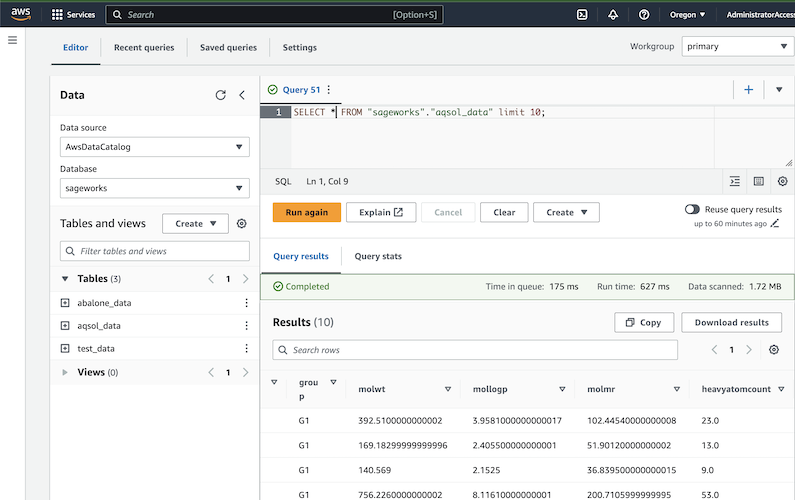 aws
Services
Search
[Option+S]
Oregon
AdministratorAccess
Editor
Recent queries
Saved queries
Settings
Workgroup
primary
Data
Data source
AwsDataCatalog
Database
sageworks
Tables and views
Create
Filter tables and views
Tables (3)
1
abalone_data
aqsol_data
test_data
Views (0)
1
Query 51
1 SELECT * FROM "sageworks"."aqsol_data" limit 10;
SQL Ln 1, Col 9
Run again
Explain
Cancel
Clear
Create
Reuse query results
up to 60 minutes ago
Query results
Query stats
Completed
Time in queue: 175 ms
Run time: 627 ms
Data scanned: 1.72 MB
Results (10)
Copy
Download results
Search rows
1
grou
p
molwt
mollogp
molmr
heavyatomcount
G1 392.5100000000002 3.9581000000000017 102.44540000000008 23.0
G1 169.18299999999996 2.405500000000001 51.90120000000002 13.0
G1 140.569 2.1525 36.839500000000015 9.0
G1 756.2260000000002 8.116100000000001 200.7105999999995 53.0